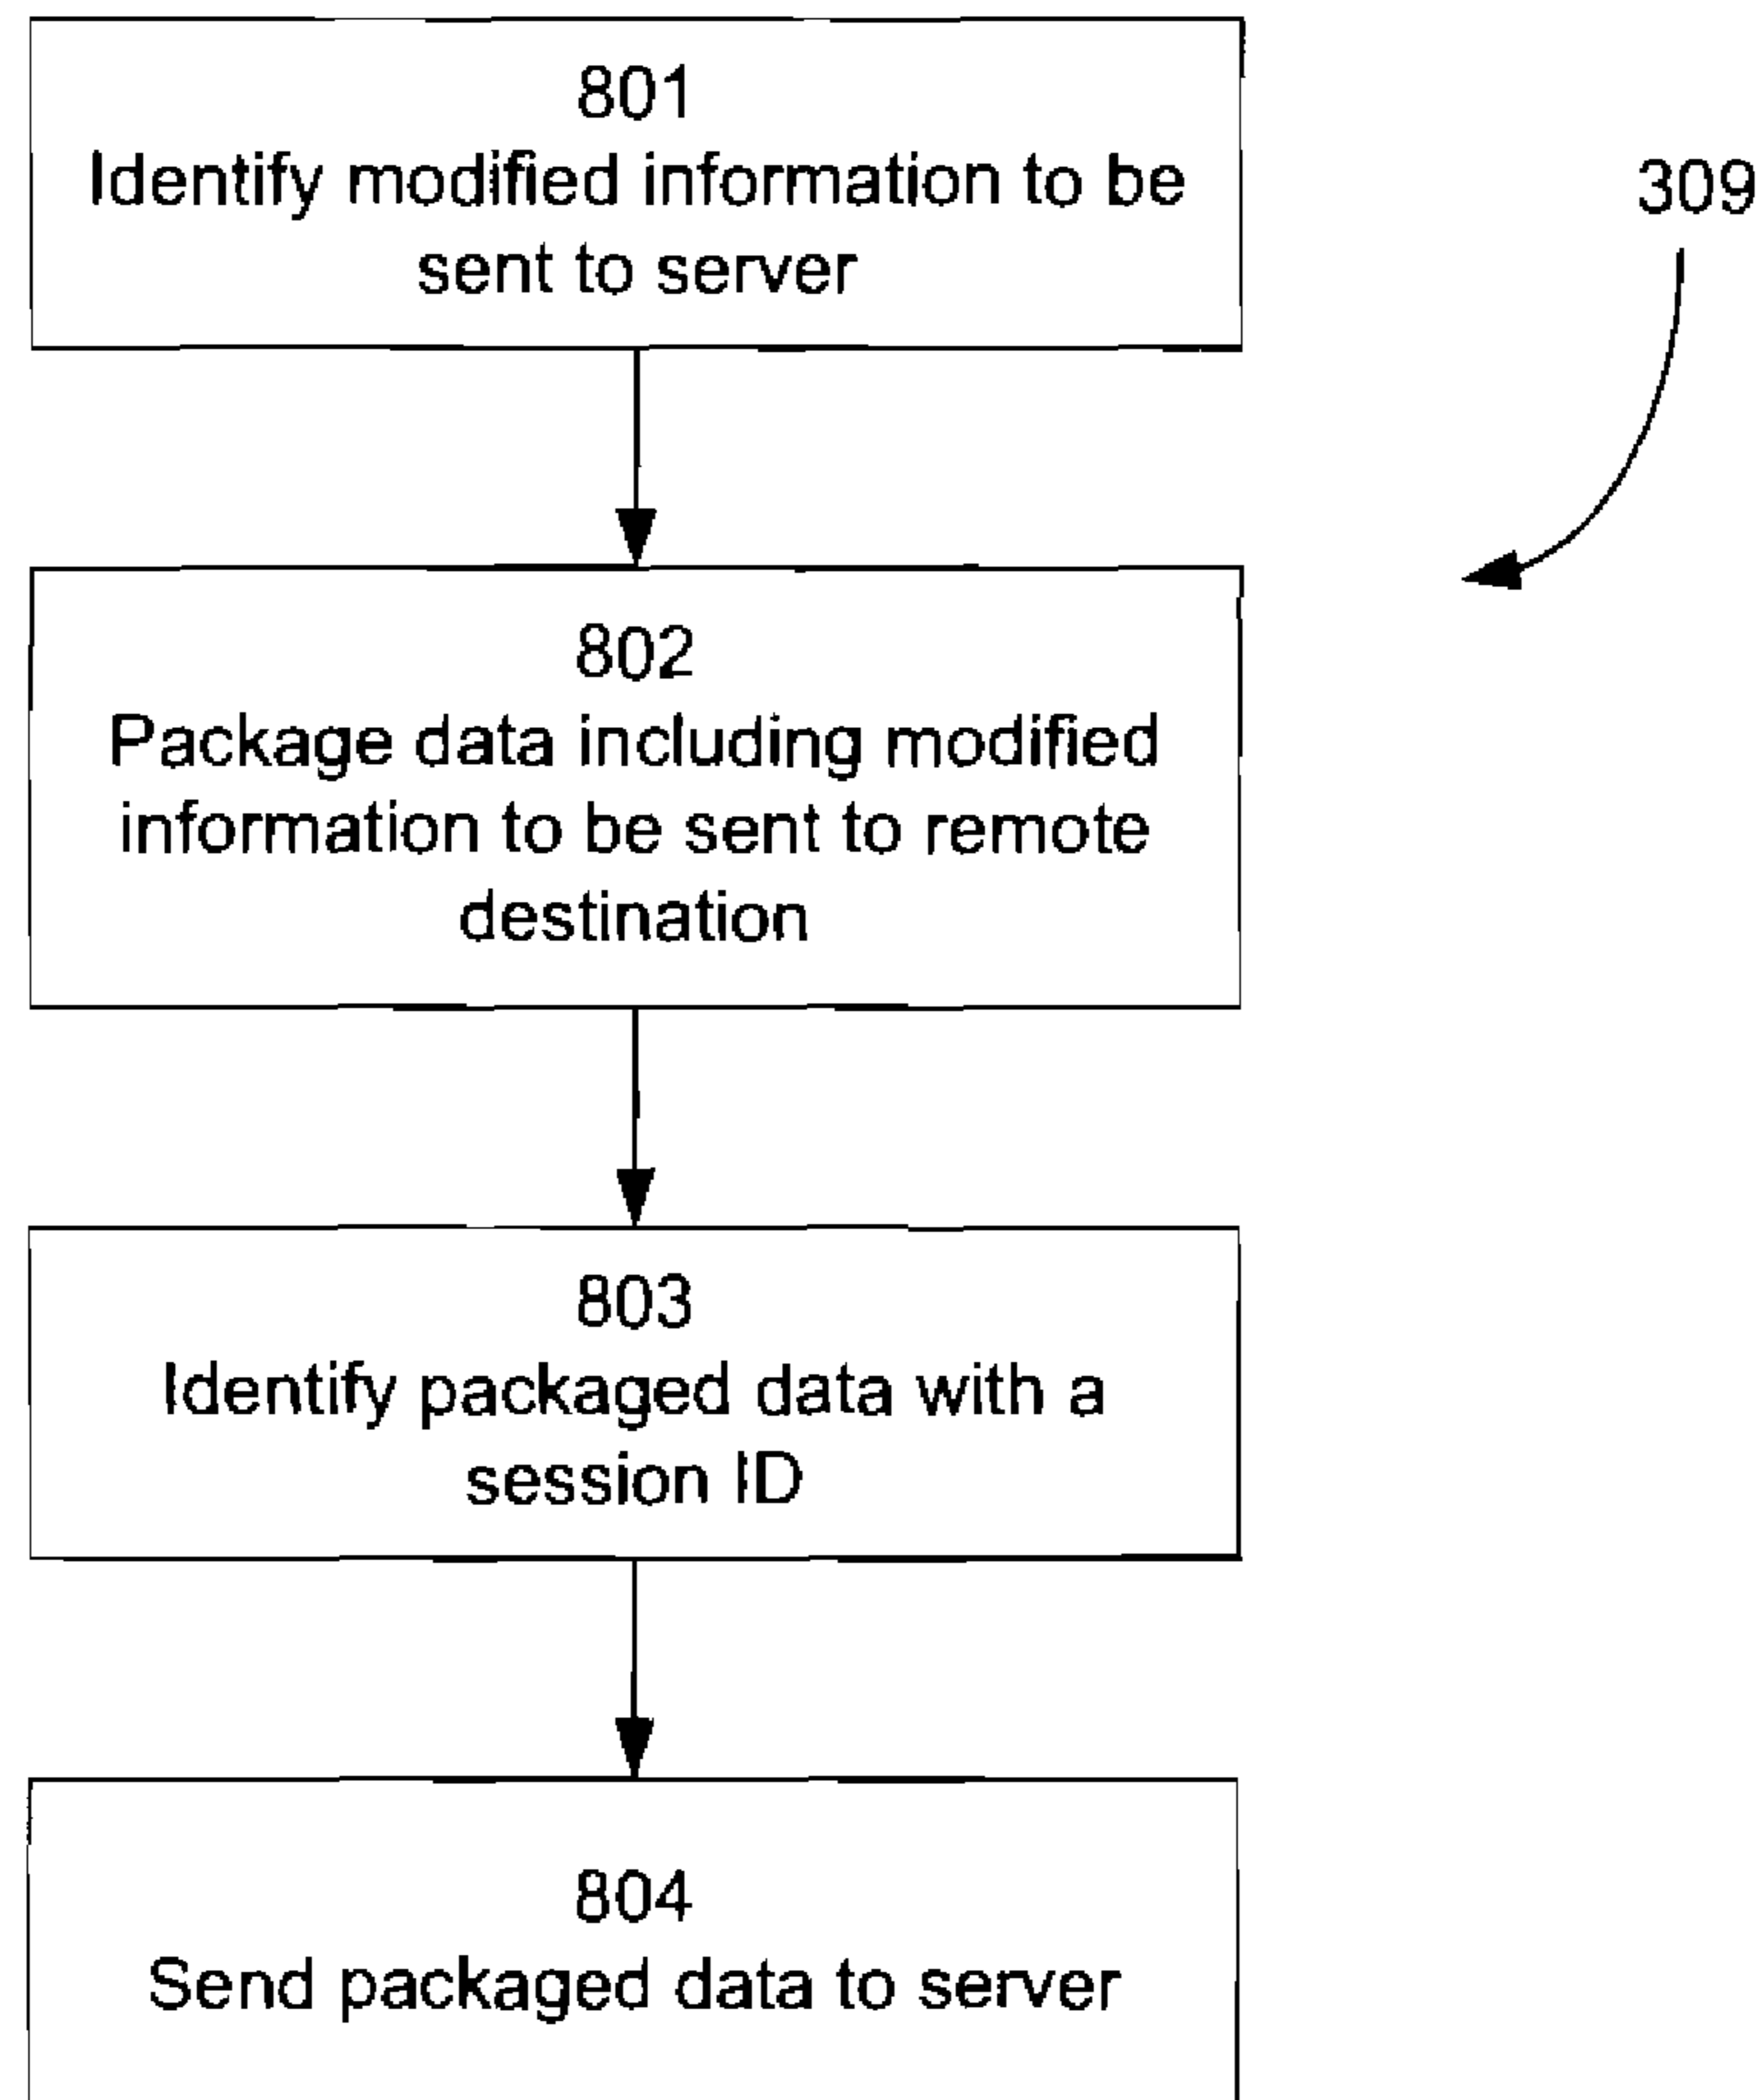 801
Identify modified information to be
sent to server
309
802
Package data including modified
information to be sent to remote
destination
803
Identify packaged data with a
session ID
804
Send packaged data to server